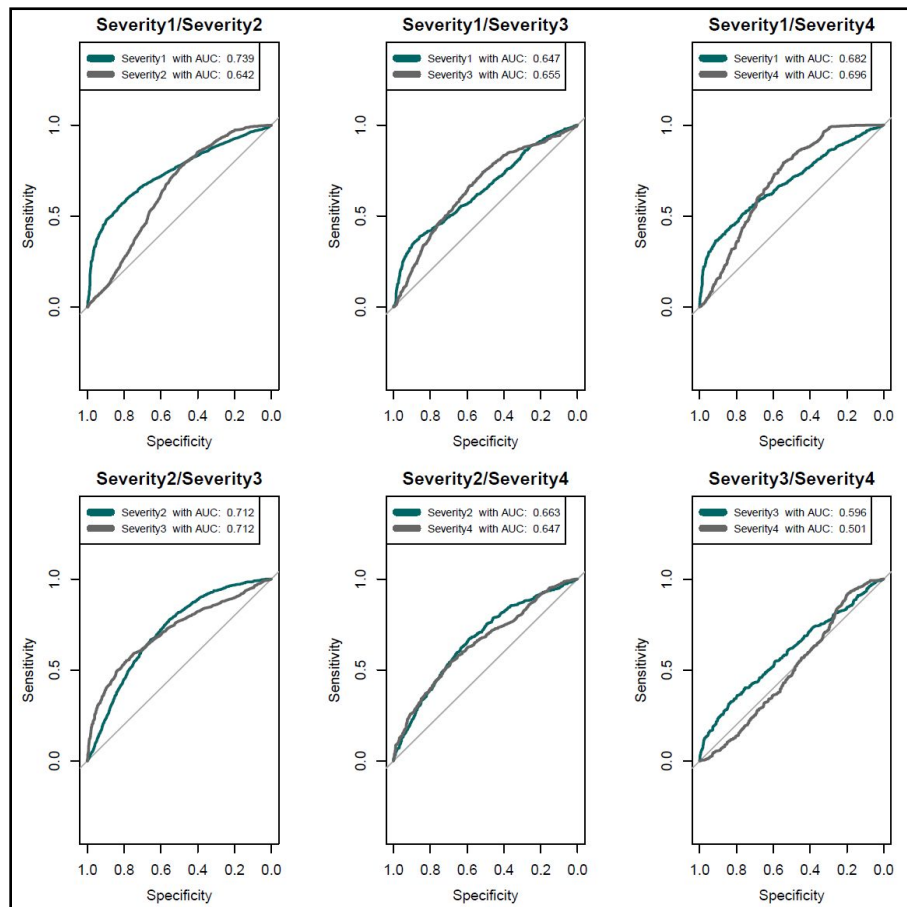 Severity1/Severity2
Severity1 with AUC: 0.739
Severity2 with AUC: 0.642
Sensitivity
1.0
0.5
0.0
1.0 0.8 0.6 0.4 0.2 0.0
Specificity
Severity1/Severity3
Severity1 with AUC: 0.647
Severity3 with AUC: 0.655
Sensitivity
1.0
0.5
0.0
1.0 0.8 0.6 0.4 0.2 0.0
Specificity
Severity1/Severity4
Severity1 with AUC: 0.682
Severity4 with AUC: 0.696
Sensitivity
1.0
0.5
0.0
1.0 0.8 0.6 0.4 0.2 0.0
Specificity
Severity2/Severity3
Severity2 with AUC: 0.712
Severity3 with AUC: 0.712
Sensitivity
1.0
0.5
0.0
1.0 0.8 0.6 0.4 0.2 0.0
Specificity
Severity2/Severity4
Severity2 with AUC: 0.663
Severity4 with AUC: 0.647
Sensitivity
1.0
0.5
0.0
1.0 0.8 0.6 0.4 0.2 0.0
Specificity
Severity3/Severity4
Severity3 with AUC: 0.596
Severity4 with AUC: 0.501
Sensitivity
1.0
0.5
0.0
1.0 0.8 0.6 0.4 0.2 0.0
Specificity